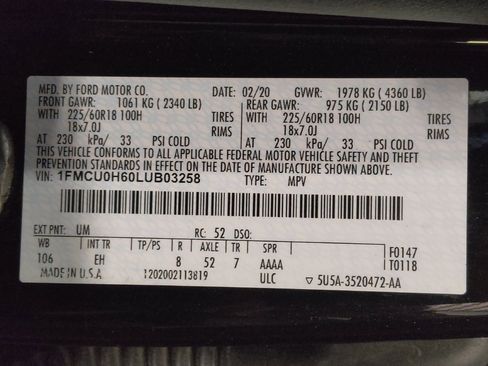 MFD. BY FORD MOTOR CO. 02/20 GVWR: 1978 KG ( 4360 LB)
FRONT GAWR: 1061 KG ( 2340 LB) REAR GAWR: 975 KG ( 2150 LB)
WITH 225/60R18 100H TIRES WITH 225/60R18 100H TIRES
18x7.0J RIMS 18x7.0J RIMS
AT 230 kPa/ 33 PSI COLD AT 230 kPa/ 33 PSI COLD
THIS VEHICLE CONFORMS TO ALL APPLICABLE FEDERAL MOTOR VEHICLE SAFETY AND THEFT
PREVENTION STANDARDS IN EFFECT ON THE DATE OF MANUFACTURE SHOWN ABOVE.
VIN: 1FMCU0H60LUB03258 TYPE: MPV
EXT PNT: UM RC: 52 DSO:
WB INT TR TP/PS R AXLE TR SPR F0147
106 EH 8 52 7 AAAA T0118
MADE IN U.S.A. 1202002113819 ULC 5U5A-3520472-AA